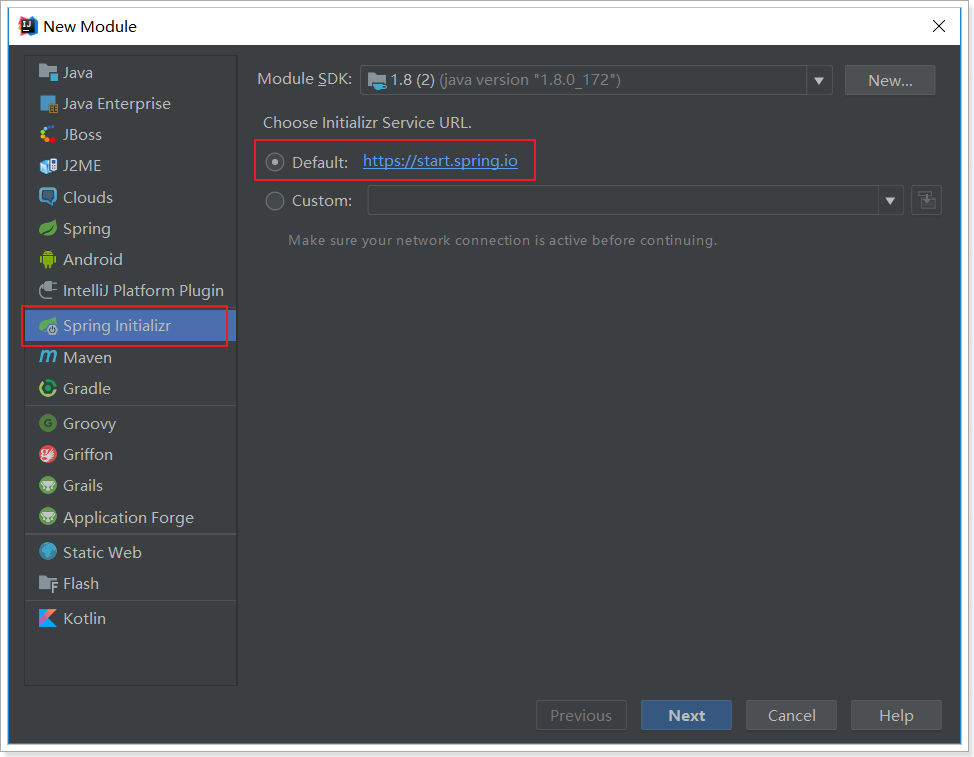 New Module
Java
Java Enterprise
JBoss
J2ME
Clouds
Spring
Android
IntelliJ Platform Plugin
Spring Initializr
Maven
Gradle
Groovy
Griffon
Grails
Application Forge
Static Web
Flash
Kotlin
Module SDK: 1.8 (2) (java version "1.8.0_172") New...
Choose Initializr Service URL.
Default: https://start.spring.io
Custom:
Make sure your network connection is active before continuing.
Previous Next Cancel Help